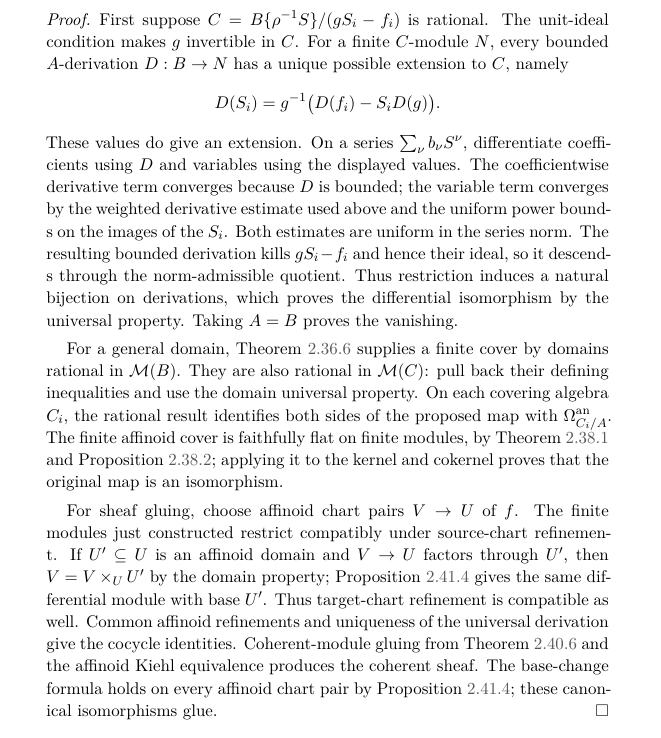 Proof. First suppose C = B{ρ⁻¹S}/(gSᵢ − fᵢ) is rational. The unit-ideal
condition makes g invertible in C. For a finite C-module N, every bounded
A-derivation D : B → N has a unique possible extension to C, namely
D(Sᵢ) = g⁻¹(D(fᵢ) − SᵢD(g)).
These values do give an extension. On a series ∑_ν b_νS^ν, differentiate coeffi-
cients using D and variables using the displayed values. The coefficientwise
derivative term converges because D is bounded; the variable term converges
by the weighted derivative estimate used above and the uniform power bound-
s on the images of the Sᵢ. Both estimates are uniform in the series norm. The
resulting bounded derivation kills gSᵢ − fᵢ and hence their ideal, so it descend-
s through the norm-admissible quotient. Thus restriction induces a natural
bijection on derivations, which proves the differential isomorphism by the
universal property. Taking A = B proves the vanishing.
For a general domain, Theorem 2.36.6 supplies a finite cover by domains
rational in ℳ(B). They are also rational in ℳ(C): pull back their defining
inequalities and use the domain universal property. On each covering algebra
Cᵢ, the rational result identifies both sides of the proposed map with Ω^an_{Cᵢ/A}.
The finite affinoid cover is faithfully flat on finite modules, by Theorem 2.38.1
and Proposition 2.38.2; applying it to the kernel and cokernel proves that the
original map is an isomorphism.
For sheaf gluing, choose affinoid chart pairs V → U of f. The finite
modules just constructed restrict compatibly under source-chart refinemen-
t. If U′ ⊆ U is an affinoid domain and V → U factors through U′, then
V = V ×_U U′ by the domain property; Proposition 2.41.4 gives the same dif-
ferential module with base U′. Thus target-chart refinement is compatible as
well. Common affinoid refinements and uniqueness of the universal derivation
give the cocycle identities. Coherent-module gluing from Theorem 2.40.6 and
the affinoid Kiehl equivalence produces the coherent sheaf. The base-change
formula holds on every affinoid chart pair by Proposition 2.41.4; these canon-
ical isomorphisms glue. □